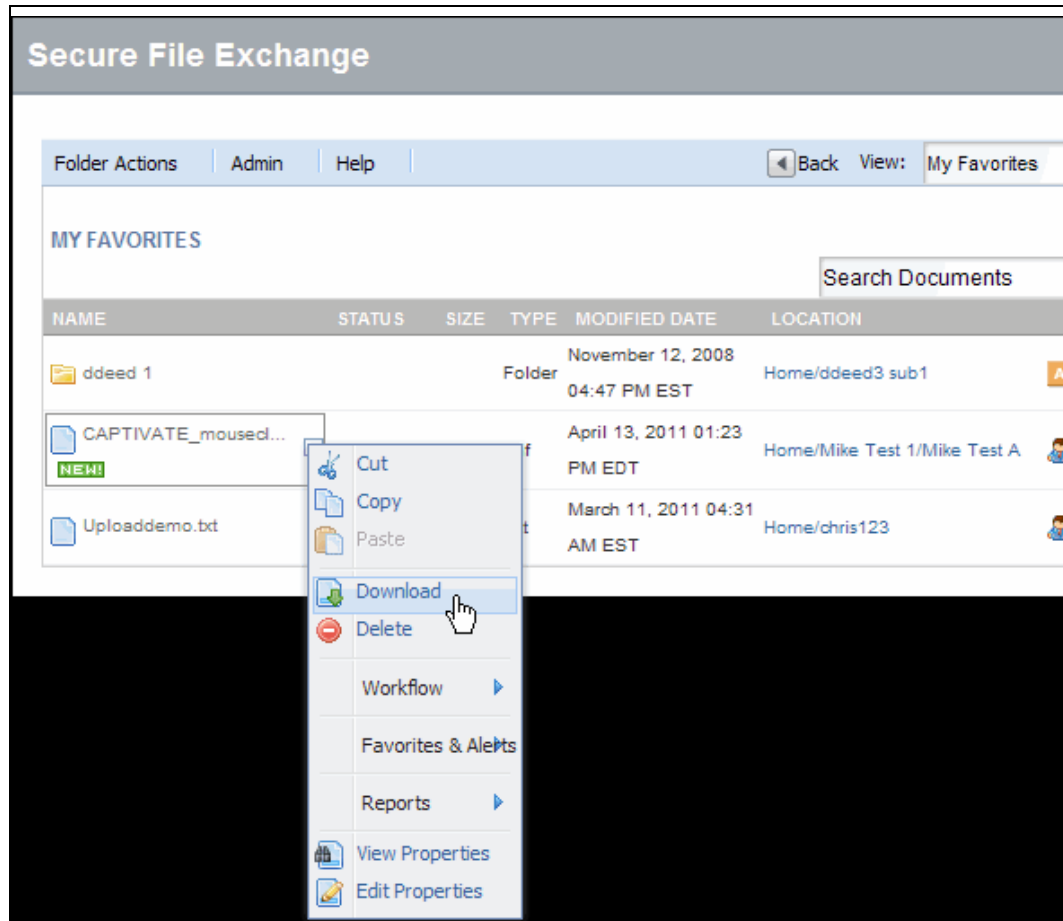 Secure File Exchange
Folder Actions Admin Help Back View: My Favorites
MY FAVORITES
Search Documents
NAME STATUS SIZE TYPE MODIFIED DATE LOCATION
ddeed 1 Folder November 12, 2008 04:47 PM EST Home/ddeed3 sub1
CAPTIVATE_mousecl... f April 13, 2011 01:23 PM EDT Home/Mike Test 1/Mike Test A
NEW!
Uploaddemo.txt t March 11, 2011 04:31 AM EST Home/chris123
Cut
Copy
Paste
Download
Delete
Workflow
Favorites & Alerts
Reports
View Properties
Edit Properties